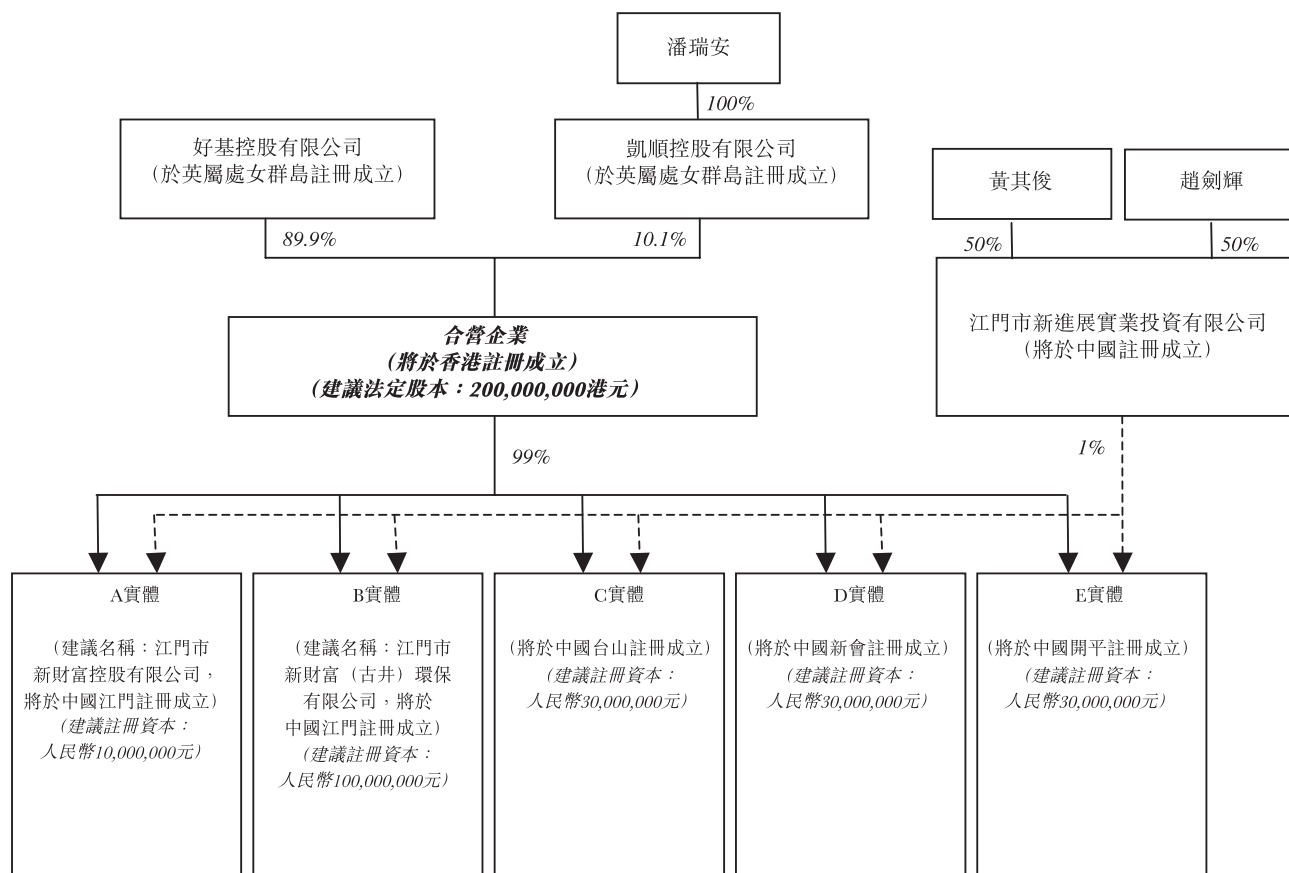 潘瑞安
100%
好基控股有限公司
（於英屬處女群島註冊成立）
凱順控股有限公司
（於英屬處女群島註冊成立）
黃其俊
趙劍輝
89.9%
10.1%
50%
50%
合營企業
（將於香港註冊成立）
（建議法定股本：200,000,000港元）
江門市新進展實業投資有限公司
（將於中國註冊成立）
99%
1%
A實體
（建議名稱：江門市
新財富控股有限公司，
將於中國江門註冊成立）
（建議註冊資本：
人民幣10,000,000元）
B實體
（建議名稱：江門市
新財富（古井）環保
有限公司，將於
中國江門註冊成立）
（建議註冊資本：
人民幣100,000,000元）
C實體
（將於中國台山註冊成立）
（建議註冊資本：
人民幣30,000,000元）
D實體
（將於中國新會註冊成立）
（建議註冊資本：
人民幣30,000,000元）
E實體
（將於中國開平註冊成立）
（建議註冊資本：
人民幣30,000,000元）